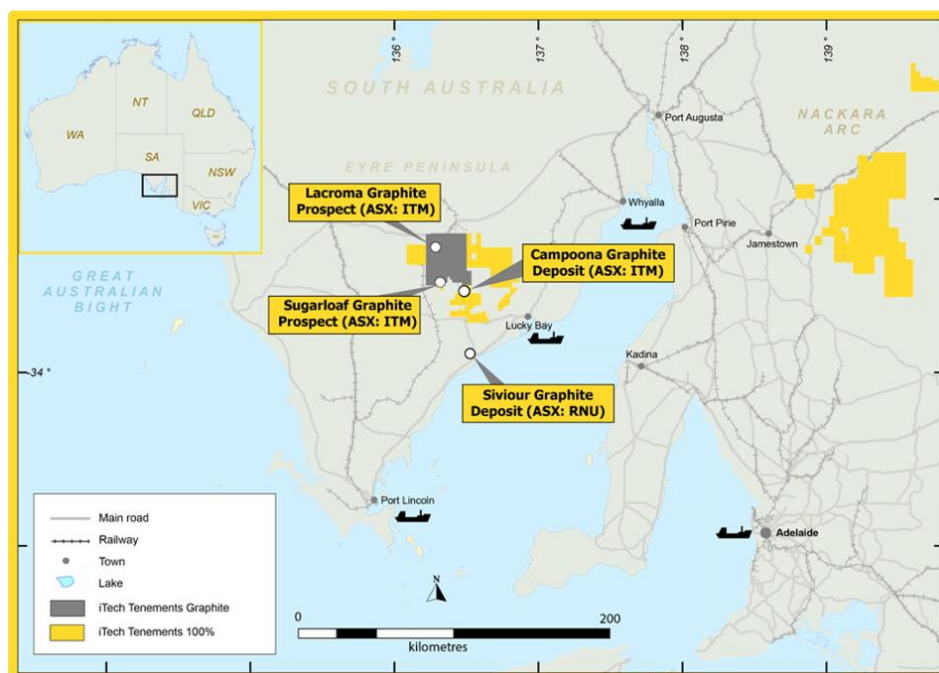 136 °
137 °
138 °
139 °
NT
QLD
WA
SA
NSW
VIC
SOUTH AUSTRALIA
NACKARA
ARC
Port Augusta
EYRE PENINSULA
Lacroma Graphite
Prospect (ASX: ITM)
Whyalla
Port Pirie
Jamestown
Campoona Graphite
Deposit (ASX: ITM)
GREAT
AUSTRALIAN
BIGHT
Sugarloaf Graphite
Prospect (ASX: ITM)
Lucky Bay
Kadina
-34 °
Siviour Graphite
Deposit (ASX: RNU)
Port Lincoln
Adelaide
Main road
Railway
Town
Lake
iTech Tenements Graphite
iTech Tenements 100%
N
0
200
kilometres